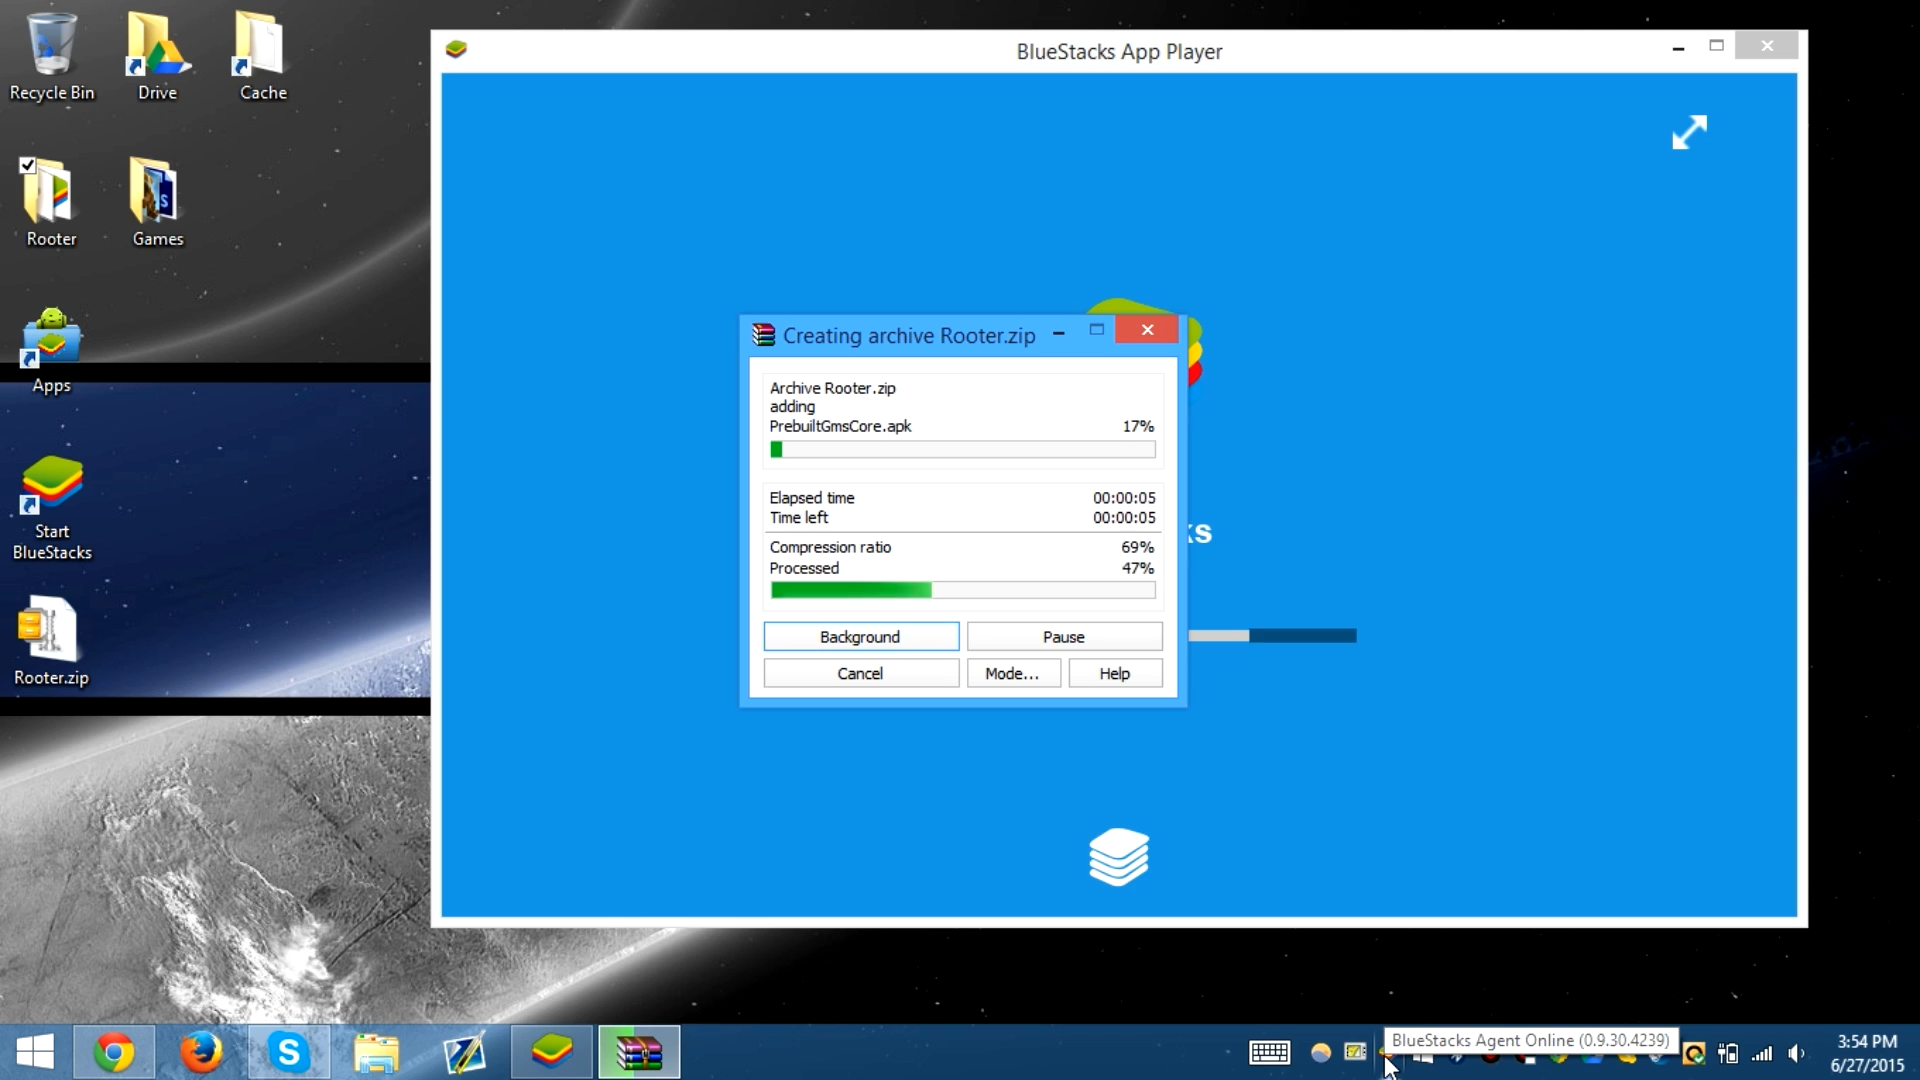 Recycle Bin
Drive
Cache
Rooter
Games
Apps
Start
BlueStacks
Rooter.zip
BlueStacks App Player
Creating archive Rooter.zip
Archive Rooter.zip
adding
PrebuiltGmsCore.apk 17%
Elapsed time 00:00:05
Time left 00:00:05
Compression ratio 69%
Processed 47%
Background
Pause
Cancel
Mode...
Help
ks
BlueStacks Agent Online (0.9.30.4239)
3:54 PM
6/27/2015